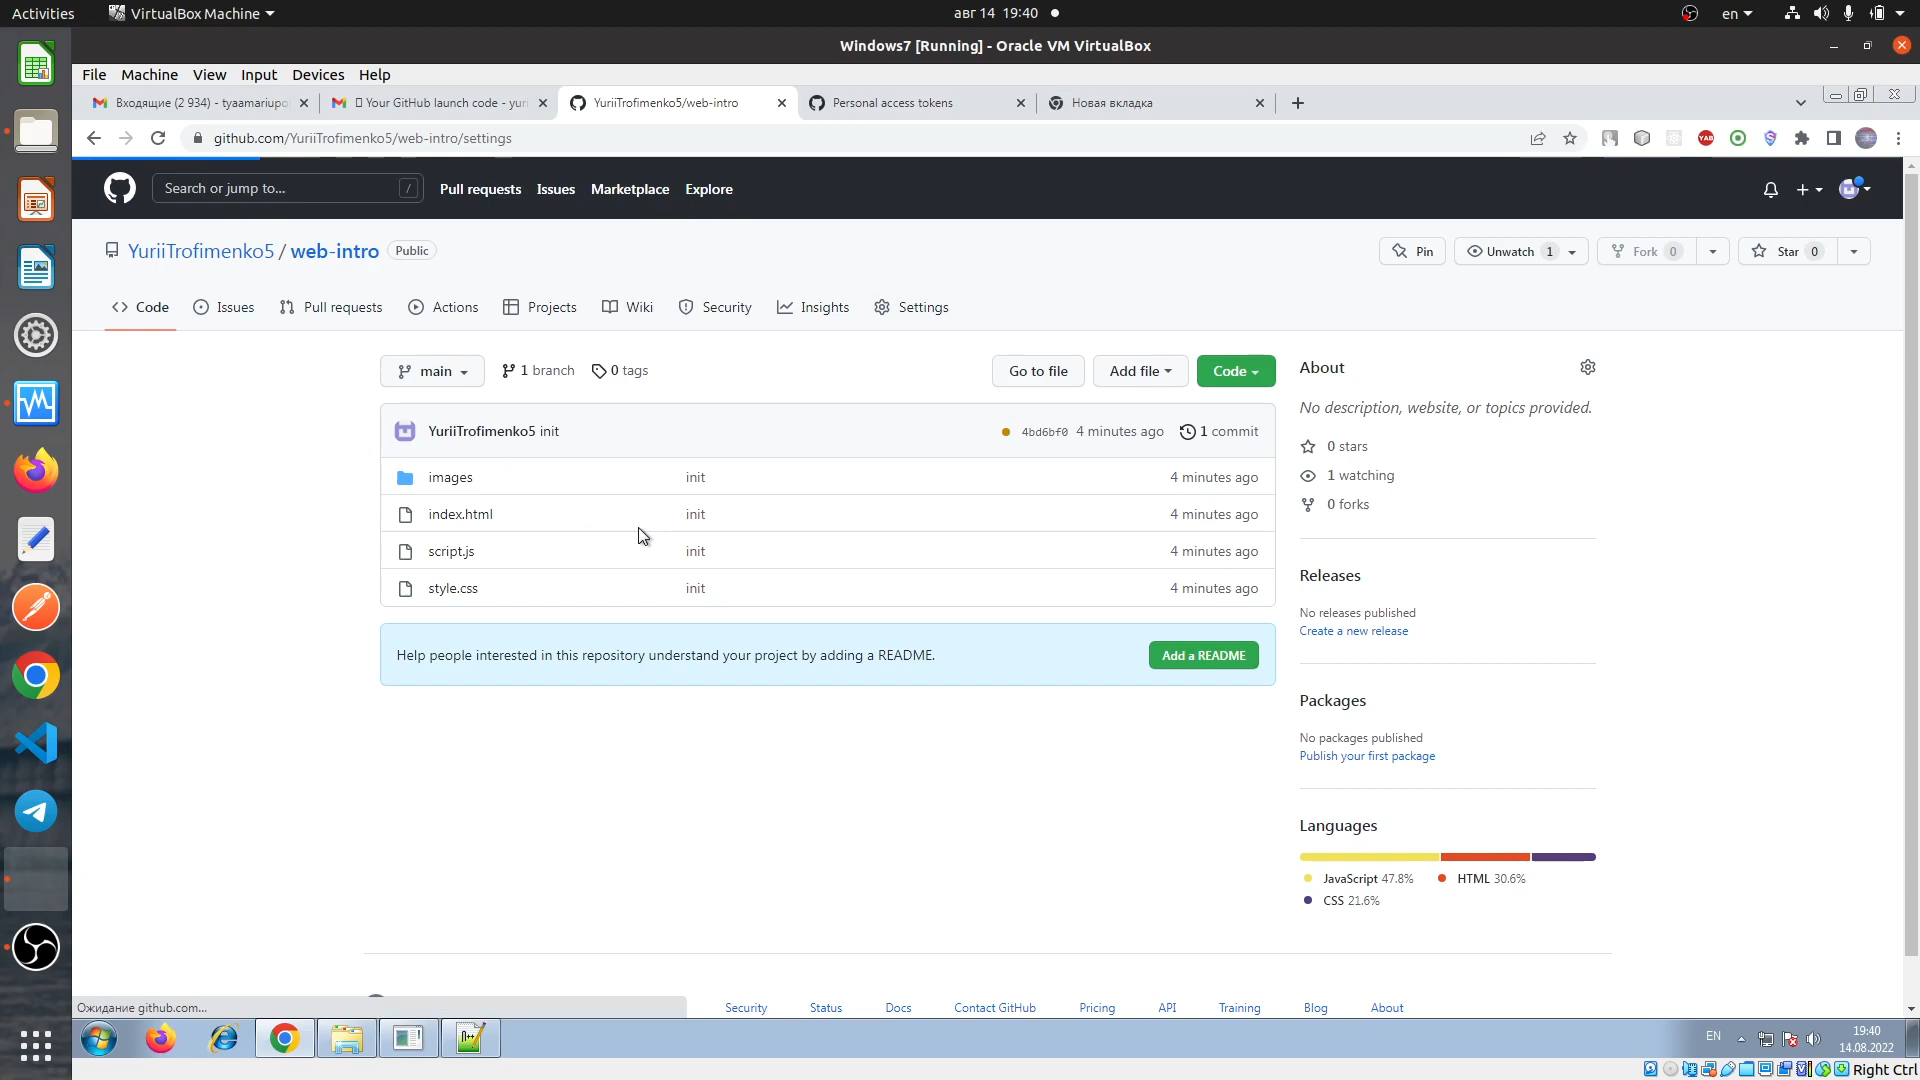 Activities VirtualBox Machine авг 14 19:40 en
Windows7 [Running] - Oracle VM VirtualBox
File Machine View Input Devices Help
Входящие (2 934) - tyaamariupo Your GitHub launch code - yuri YuriiTrofimenko5/web-intro Personal access tokens Новая вкладка
github.com/YuriiTrofimenko5/web-intro/settings
Search or jump to... / Pull requests Issues Marketplace Explore
YuriiTrofimenko5 / web-intro Public Pin Unwatch 1 Fork 0 Star 0
Code Issues Pull requests Actions Projects Wiki Security Insights Settings
main 1 branch 0 tags Go to file Add file Code
About
No description, website, or topics provided.
YuriiTrofimenko5 init 4bd6bf0 4 minutes ago 1 commit
0 stars
images init 4 minutes ago
1 watching
0 forks
index.html init 4 minutes ago
script.js init 4 minutes ago
Releases
style.css init 4 minutes ago
No releases published
Create a new release
Help people interested in this repository understand your project by adding a README. Add a README
Packages
No packages published
Publish your first package
Languages
JavaScript 47.8% HTML 30.6%
CSS 21.6%
Ожидание github.com...
Security Status Docs Contact GitHub Pricing API Training Blog About
EN 19:40
14.08.2022
Right Ctrl